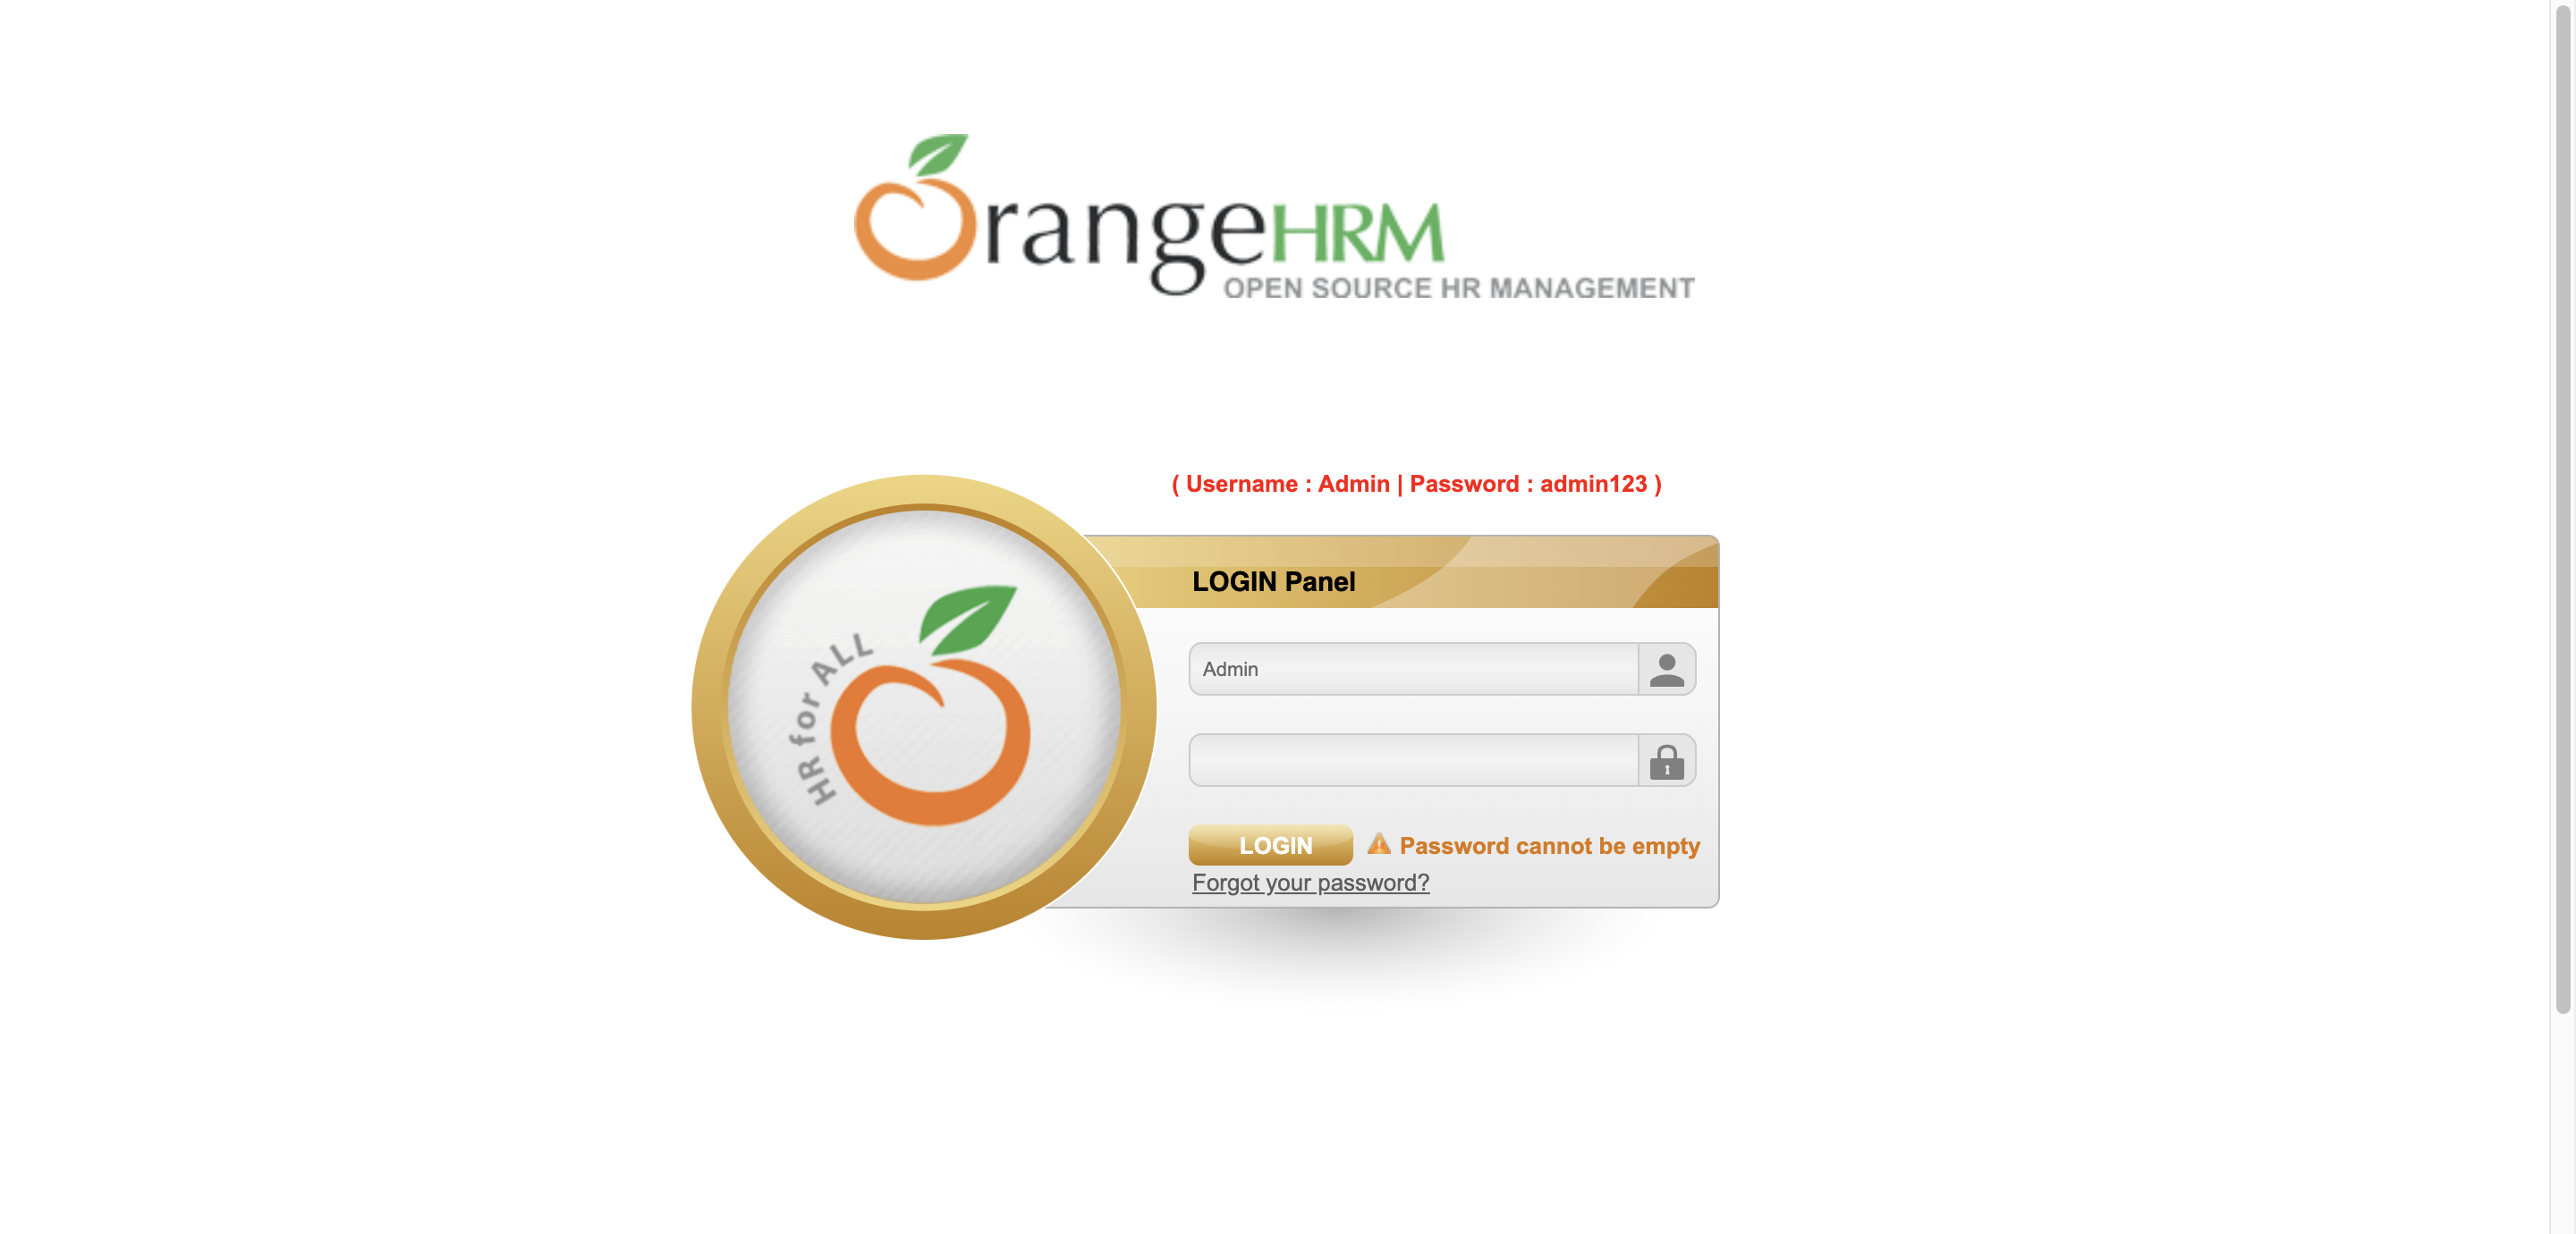 OrangeHRM
OPEN SOURCE HR MANAGEMENT
( Username : Admin | Password : admin123 )
HR for ALL
LOGIN Panel
Admin
LOGIN
Password cannot be empty
Forgot your password?